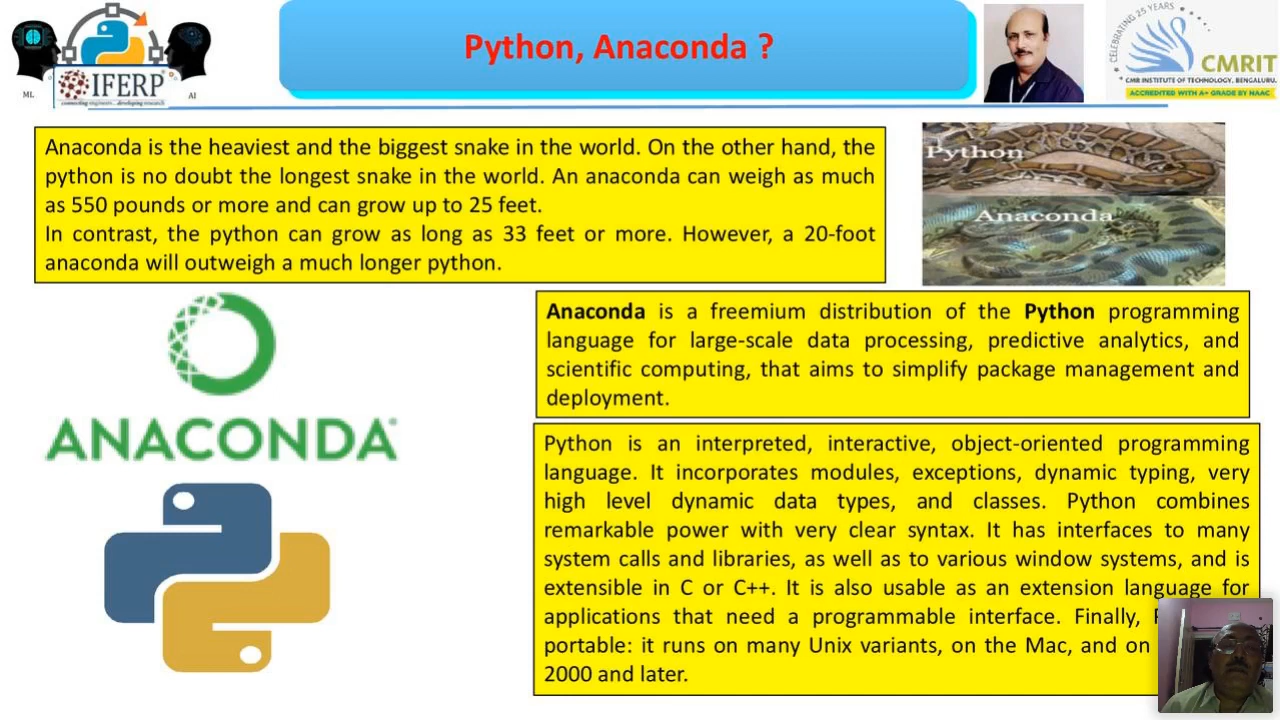 Python, Anaconda ?
ML
IFERP
connecting engineers... developing research
AI
CELEBRATING 25 YEARS
CMRIT
CMR INSTITUTE OF TECHNOLOGY, BENGALURU.
ACCREDITED WITH A+ GRADE BY NAAC
Anaconda is the heaviest and the biggest snake in the world. On the other hand, the
python is no doubt the longest snake in the world. An anaconda can weigh as much
as 550 pounds or more and can grow up to 25 feet.
In contrast, the python can grow as long as 33 feet or more. However, a 20-foot
anaconda will outweigh a much longer python.
Python
Anaconda
ANACONDA
Anaconda is a freemium distribution of the Python programming
language for large-scale data processing, predictive analytics, and
scientific computing, that aims to simplify package management and
deployment.
Python is an interpreted, interactive, object-oriented programming
language. It incorporates modules, exceptions, dynamic typing, very
high level dynamic data types, and classes. Python combines
remarkable power with very clear syntax. It has interfaces to many
system calls and libraries, as well as to various window systems, and is
extensible in C or C++. It is also usable as an extension language for
applications that need a programmable interface. Finally,
portable: it runs on many Unix variants, on the Mac, and on
2000 and later.